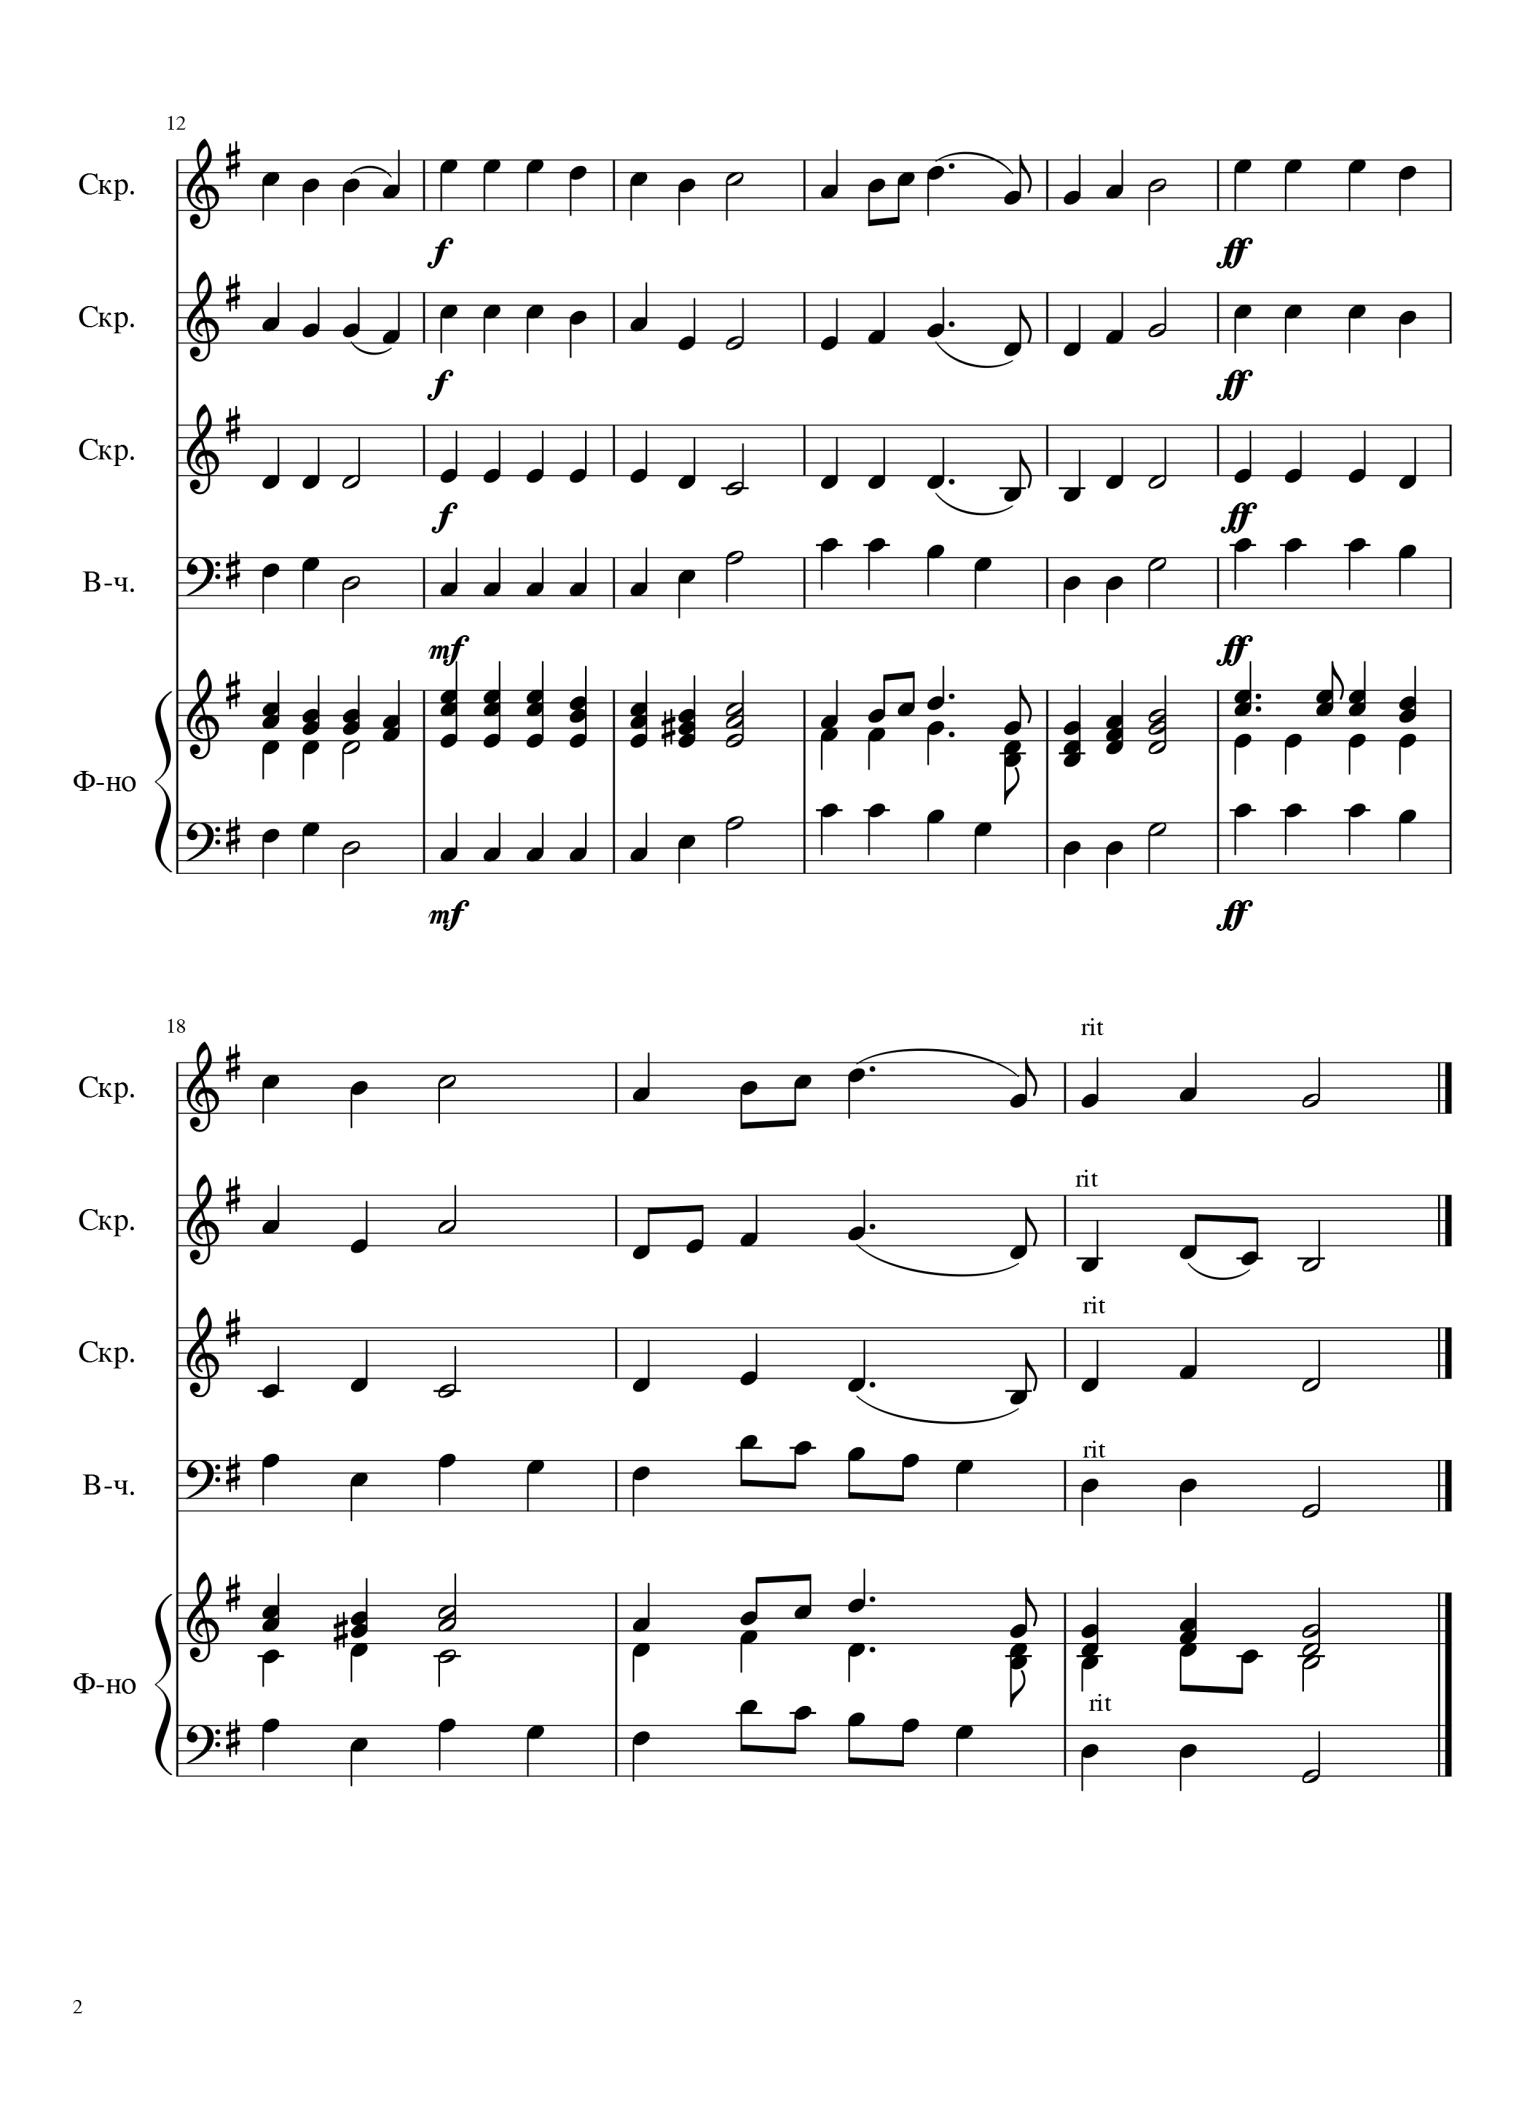 12
Скр.
f
Скр.
f
Скр.
f
В-ч.
mf
Ф-но
mf
ff
ff
ff
ff
ff
18
rit
Скр.
rit
Скр.
rit
Скр.
rit
В-ч.
rit
Ф-но
2